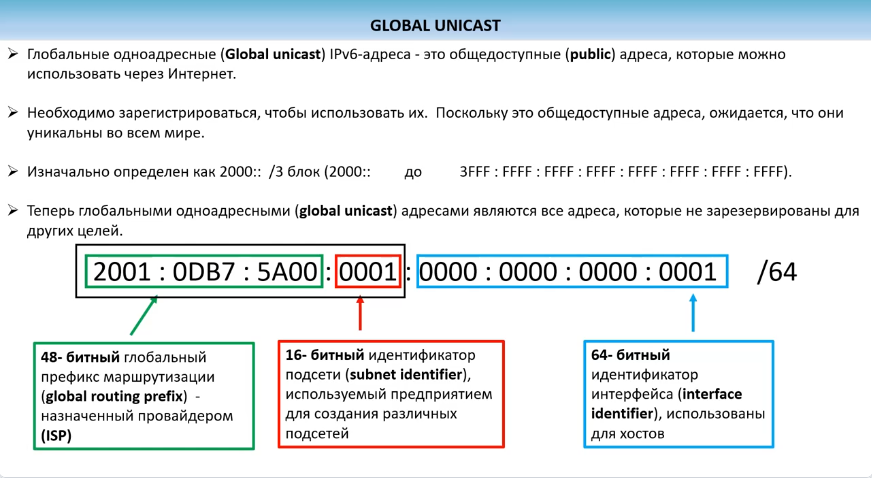 GLOBAL UNICAST
➢ Глобальные одноадресные (Global unicast) IPv6-адреса - это общедоступные (public) адреса, которые можно
использовать через Интернет.
➢ Необходимо зарегистрироваться, чтобы использовать их. Поскольку это общедоступные адреса, ожидается, что они
уникальны во всем мире.
➢ Изначально определен как 2000:: /3 блок (2000:: до 3FFF : FFFF : FFFF : FFFF : FFFF : FFFF : FFFF : FFFF).
➢ Теперь глобальными одноадресными (global unicast) адресами являются все адреса, которые не зарезервированы для
других целей.
2001 : 0DB7 : 5A00 : 0001 : 0000 : 0000 : 0000 : 0001 /64
48- битный глобальный
префикс маршрутизации
(global routing prefix) -
назначенный провайдером
(ISP)
16- битный идентификатор
подсети (subnet identifier),
используемый предприятием
для создания различных
подсетей
64- битный
идентификатор
интерфейса (interface
identifier), использованы
для хостов